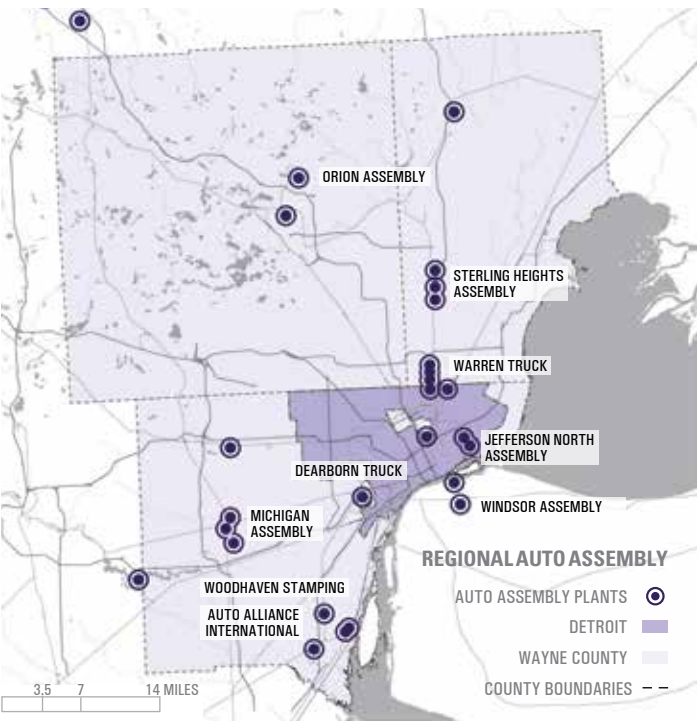 ORION ASSEMBLY
STERLING HEIGHTS
ASSEMBLY
WARREN TRUCK
JEFFERSON NORTH
ASSEMBLY
DEARBORN TRUCK
WINDSOR ASSEMBLY
MICHIGAN
ASSEMBLY
WOODHAVEN STAMPING
AUTO ALLIANCE
INTERNATIONAL
REGIONAL AUTO ASSEMBLY
AUTO ASSEMBLY PLANTS
DETROIT
WAYNE COUNTY
COUNTY BOUNDARIES
3.5 7 14 MILES